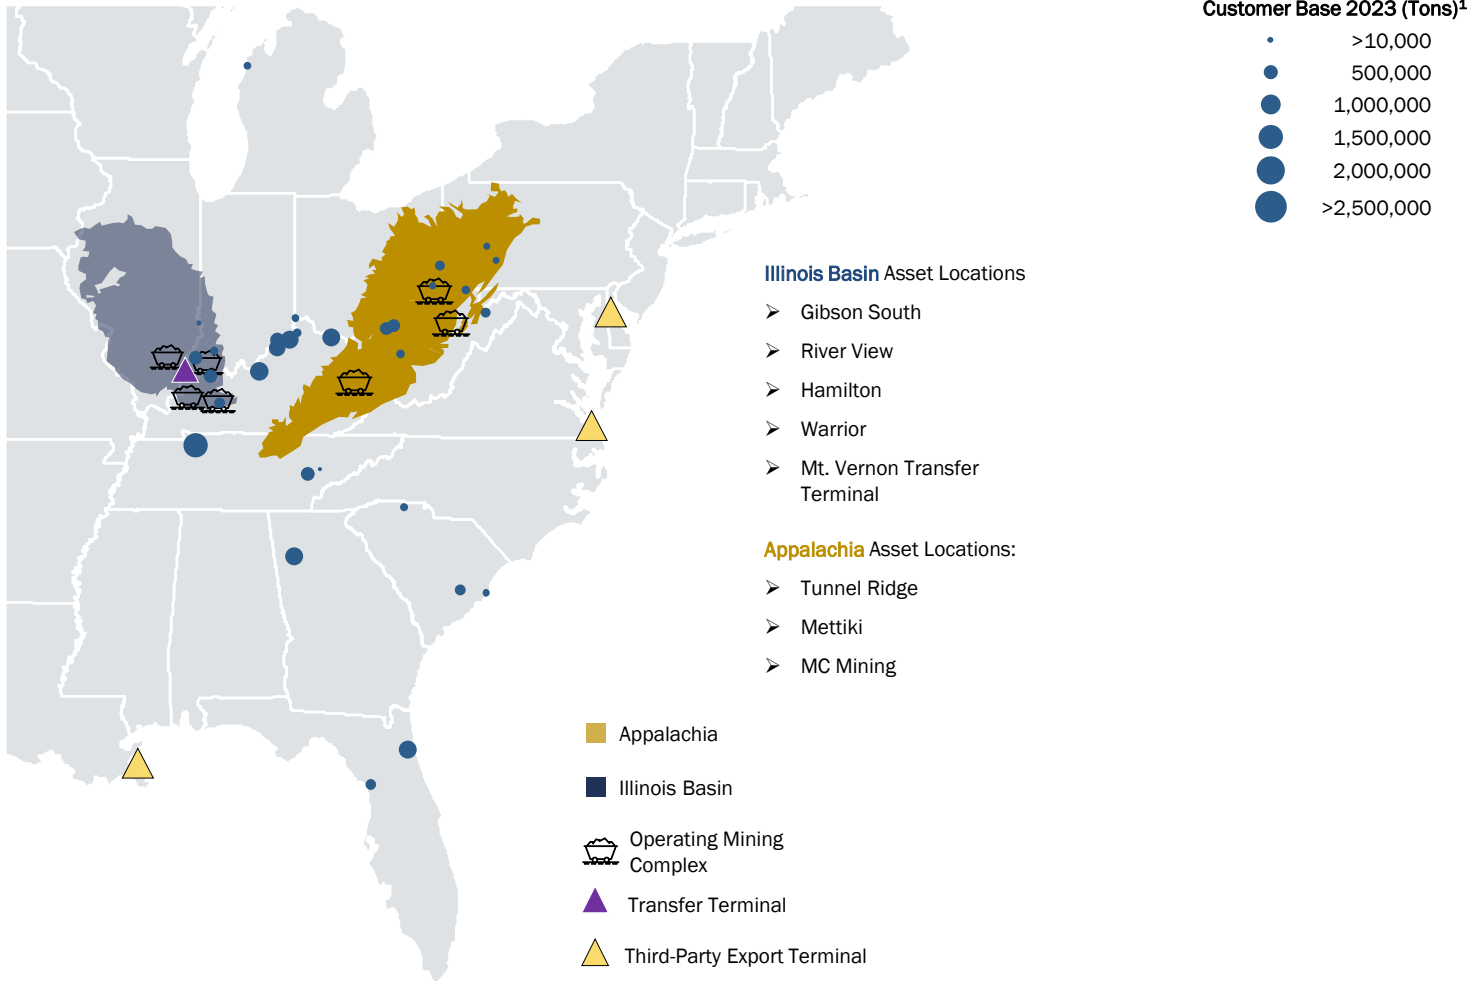 Customer Base 2023 (Tons)¹
>10,000
500,000
1,000,000
1,500,000
2,000,000
>2,500,000
Illinois Basin Asset Locations
➢ Gibson South
➢ River View
➢ Hamilton
➢ Warrior
➢ Mt. Vernon Transfer
Terminal
Appalachia Asset Locations:
➢ Tunnel Ridge
➢ Mettiki
➢ MC Mining
Appalachia
Illinois Basin
Operating Mining
Complex
Transfer Terminal
Third-Party Export Terminal